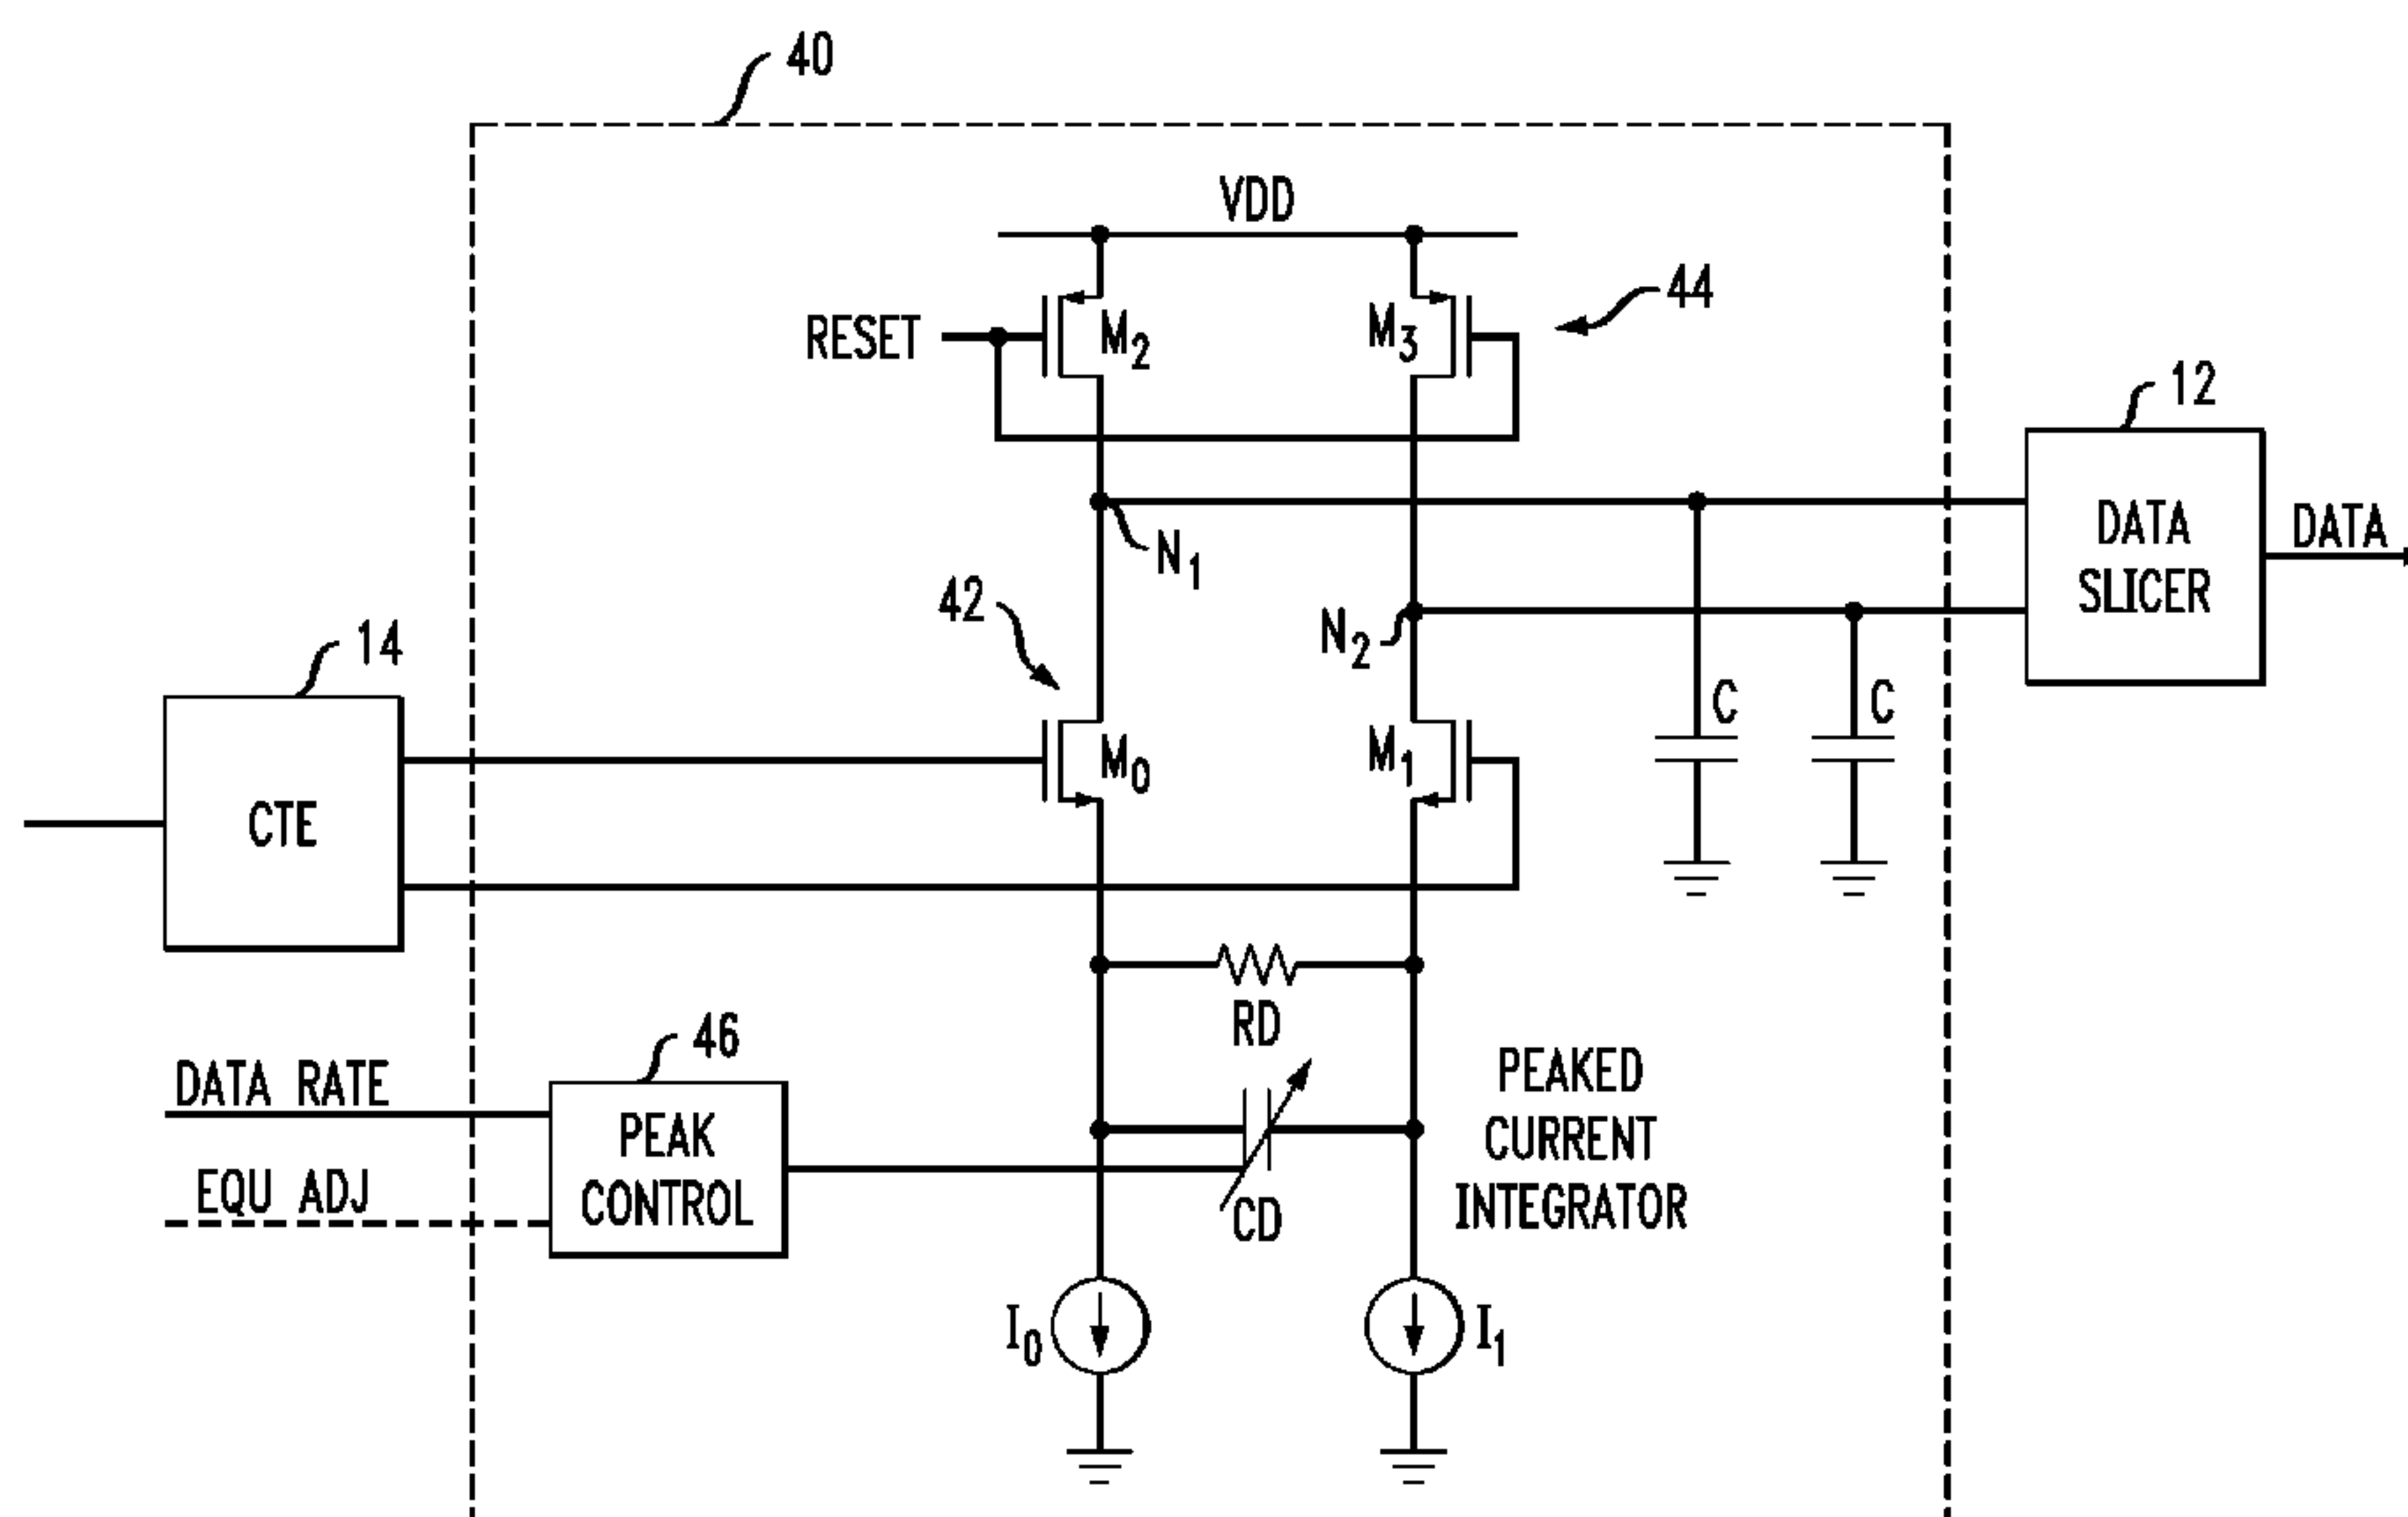 40
VDD
RESET
M2
M3
44
12
N1
DATA SLICER
DATA
42
N2
14
M0
M1
C
C
CTE
RD
46
DATA RATE
PEAK CONTROL
EQU ADJ
CD
PEAKED
CURRENT
INTEGRATOR
I0
I1